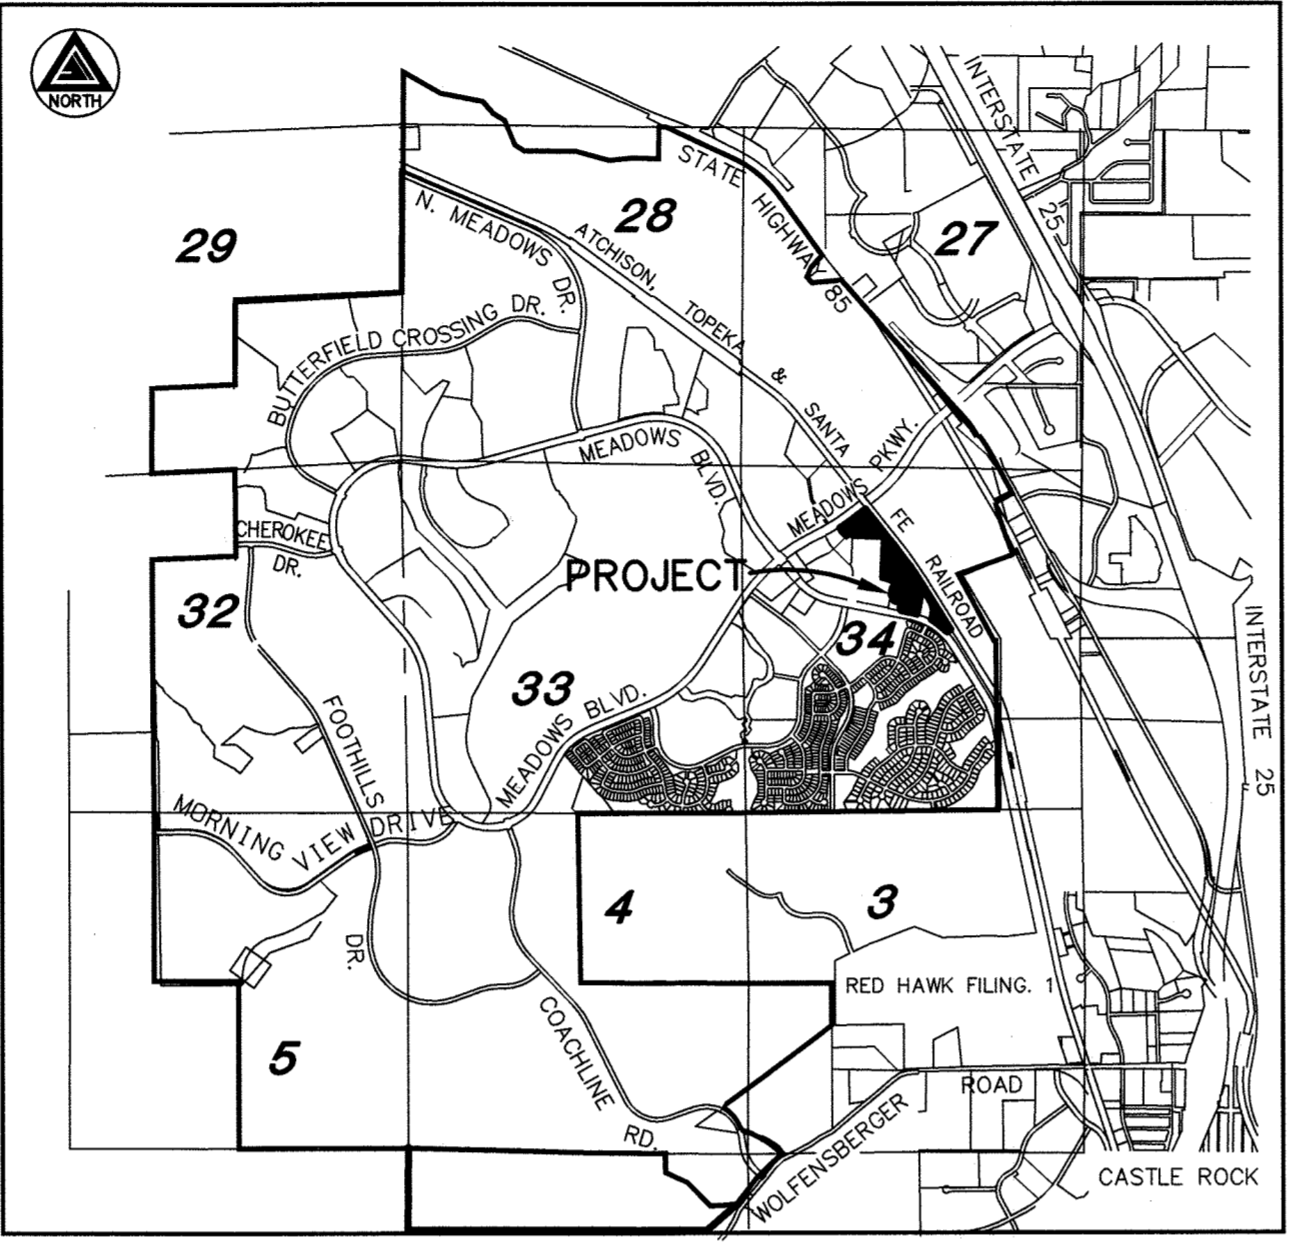 NORTH
INTERSTATE 25
STATE HIGHWAY 85
N. MEADOWS DR.
28
29
27
ATCHISON, TOPEKA & SANTA FE RAILROAD
BUTTERFIELD CROSSING DR.
MEADOWS BLVD.
MEADOWS PKWY.
CHEROKEE
DR.
PROJECT
32
34
33
INTERSTATE 25
MEADOWS BLVD.
FOOTHILLS DR.
MORNING VIEW DRIVE
4
3
RED HAWK FILING. 1
5
COACHLINE RD.
WOLFENSBERGER ROAD
CASTLE ROCK